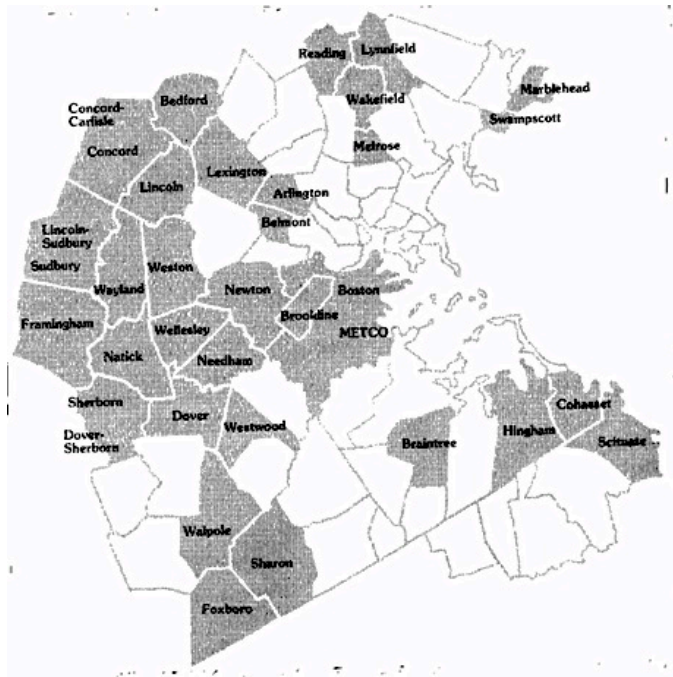 Reading
Lynnfield
Wakefield
Marblehead
Swampscott
Melrose
Bedford
Concord-
Carlisle
Concord
Lexington
Lincoln
Arlington
Belmont
Lincoln-
Sudbury
Sudbury
Wayland
Weston
Newton
Boston
Brookline
METCO
Framingham
Wellesley
Natick
Needham
Sherborn
Dover
Westwood
Dover-
Sherborn
Braintree
Hingham
Cohasset
Scituate
Walpole
Sharon
Foxboro